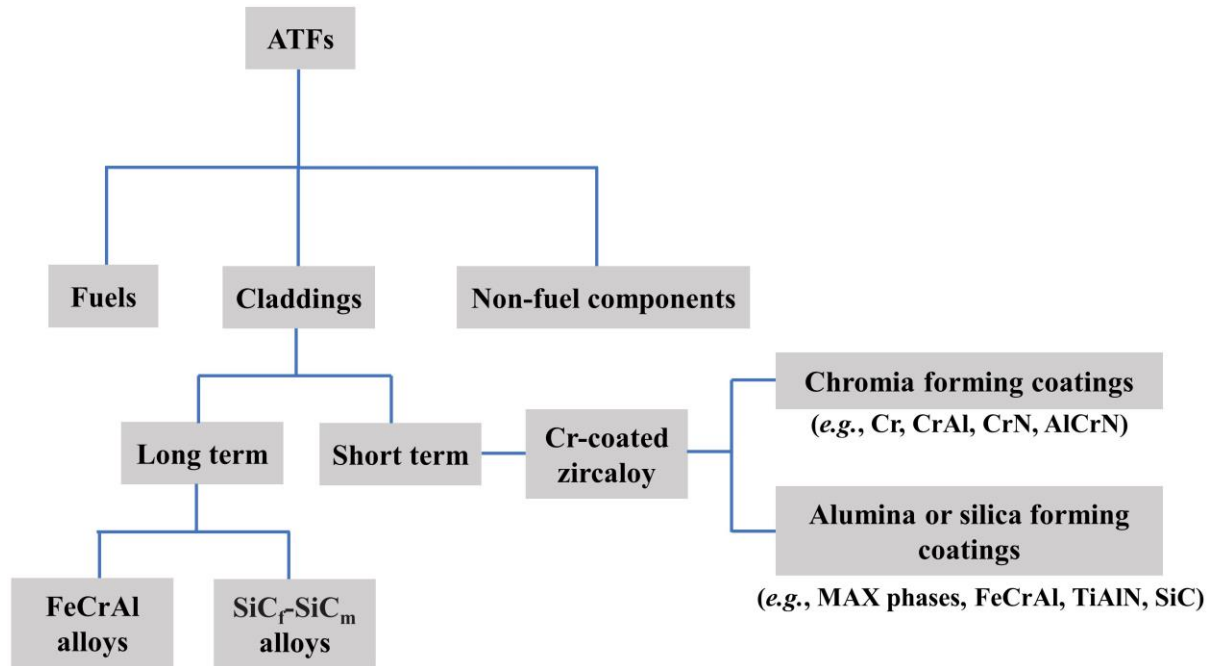 ATFs
Fuels
Claddings
Non-fuel components
Long term
Short term
Cr-coated
zircaloy
Chromia forming coatings
(e.g., Cr, CrAl, CrN, AlCrN)
Alumina or silica forming
coatings
(e.g., MAX phases, FeCrAl, TiAlN, SiC)
FeCrAl
alloys
SiCf-SiCm
alloys